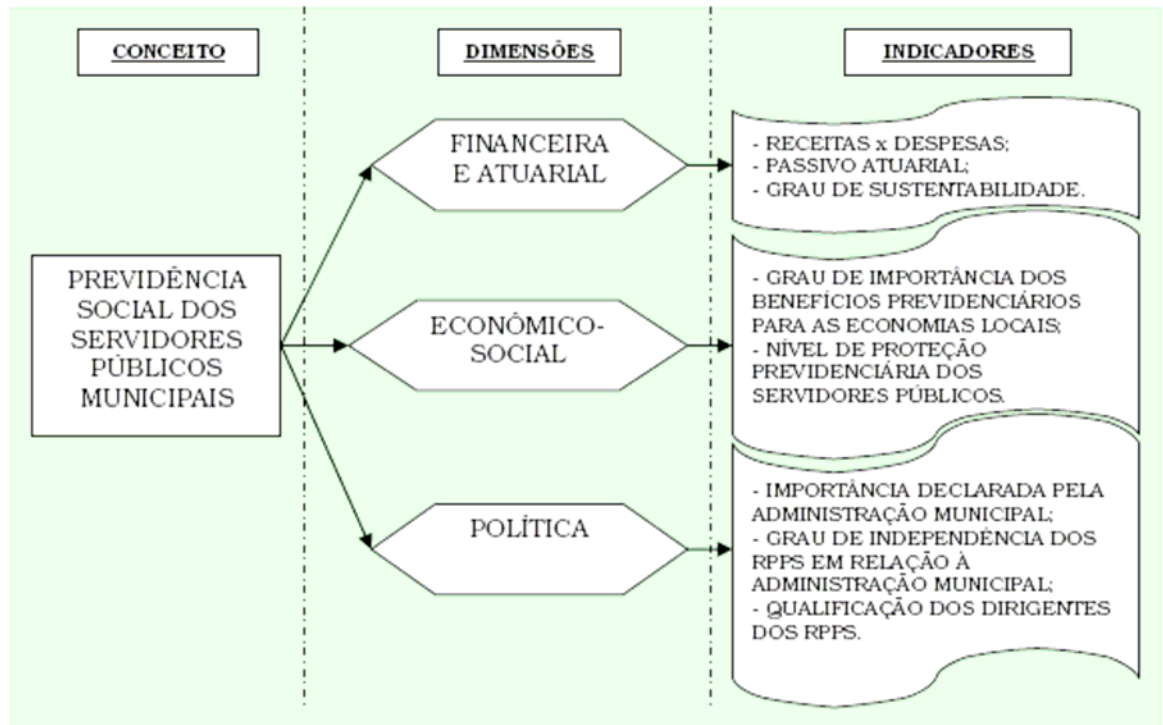 CONCEITO
DIMENSÕES
INDICADORES
PREVIDÊNCIA
SOCIAL DOS
SERVIDORES
PÚBLICOS
MUNICIPAIS
FINANCEIRA
E ATUARIAL
- RECEITAS x DESPESAS;
- PASSIVO ATUARIAL;
- GRAU DE SUSTENTABILIDADE.
ECONÔMICO-
SOCIAL
- GRAU DE IMPORTÂNCIA DOS
BENEFÍCIOS PREVIDENCIÁRIOS
PARA AS ECONOMIAS LOCAIS;
- NÍVEL DE PROTEÇÃO
PREVIDENCIÁRIA DOS
SERVIDORES PÚBLICOS.
POLÍTICA
- IMPORTÂNCIA DECLARADA PELA
ADMINISTRAÇÃO MUNICIPAL;
- GRAU DE INDEPENDÊNCIA DOS
RPPS EM RELAÇÃO À
ADMINISTRAÇÃO MUNICIPAL;
- QUALIFICAÇÃO DOS DIRIGENTES
DOS RPPS.